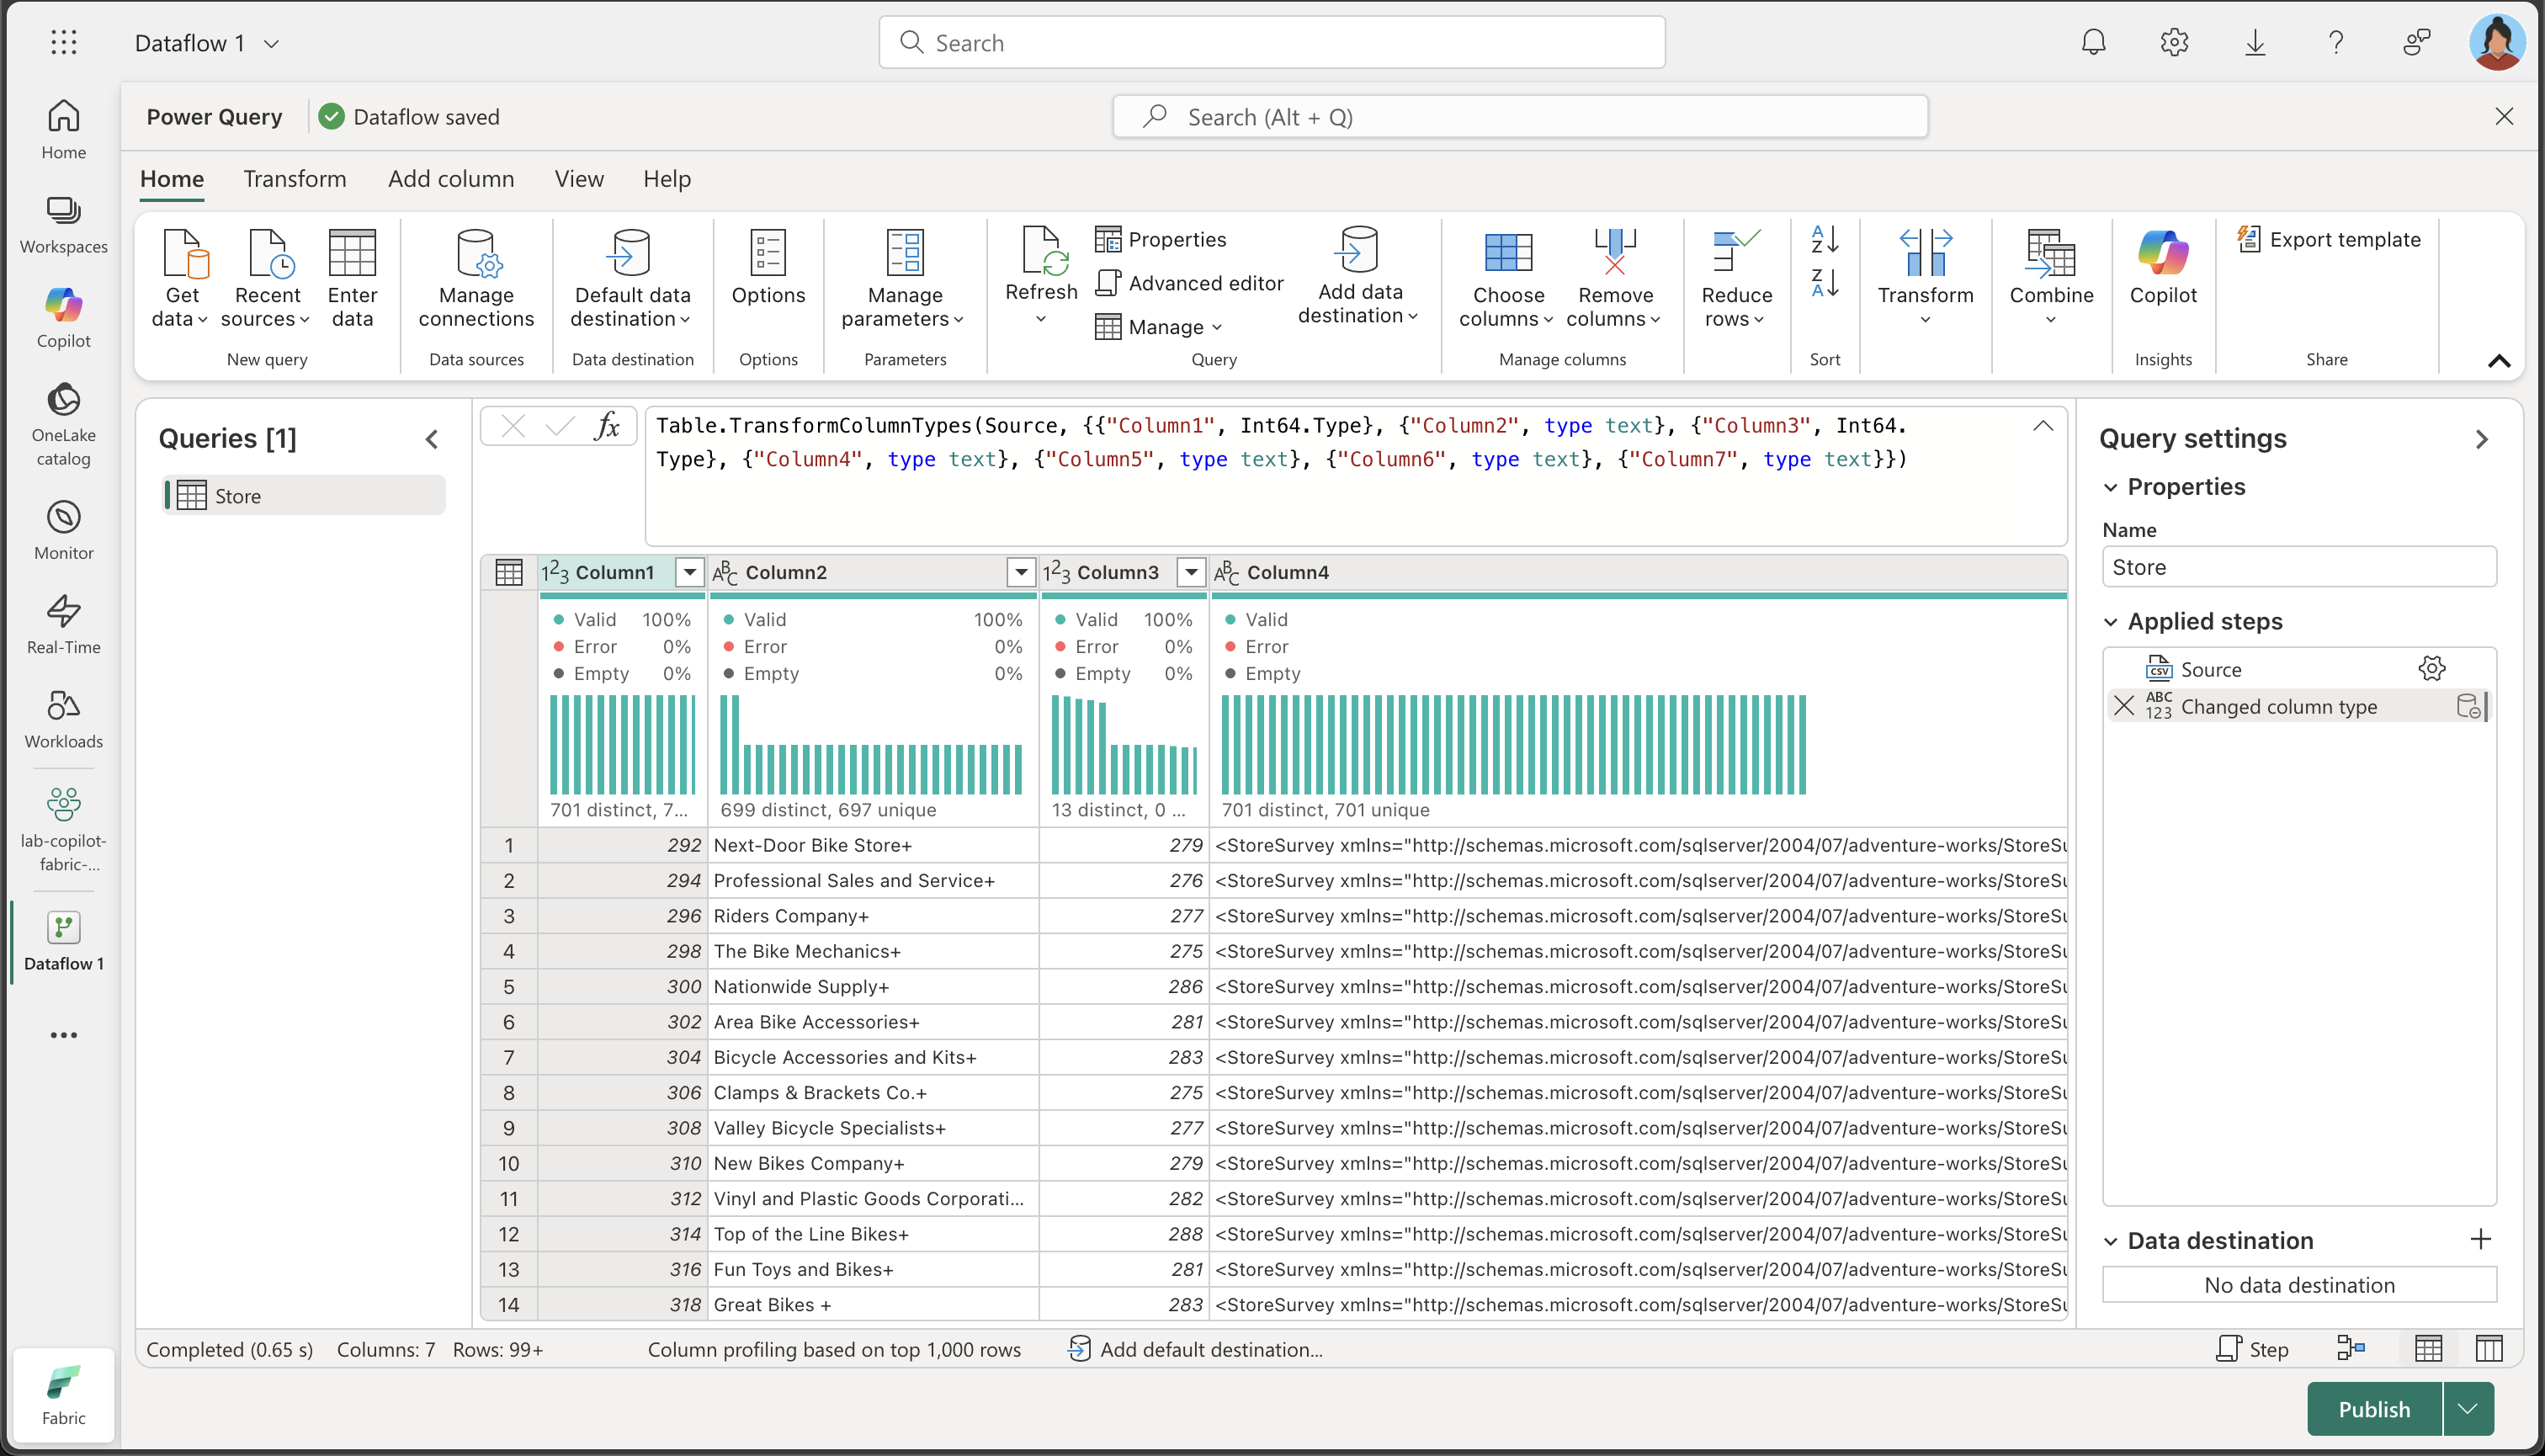 Dataflow 1
Search
Power Query
Dataflow saved
Search (Alt + Q)
Home
Workspaces
Copilot
OneLake
catalog
Monitor
Real-Time
Workloads
lab-copilot-
fabric-...
Dataflow 1
Fabric
Home
Transform
Add column
View
Help
Get
data
Recent
sources
Enter
data
New query
Manage
connections
Data sources
Default data
destination
Data destination
Options
Options
Manage
parameters
Parameters
Refresh
Properties
Advanced editor
Manage
Add data
destination
Query
Choose
columns
Remove
columns
Manage columns
Reduce
rows
Sort
Transform
Combine
Copilot
Insights
Export template
Share
Queries [1]
Store
fx
Table.TransformColumnTypes(Source, {{"Column1", Int64.Type}, {"Column2", type text}, {"Column3", Int64.
Type}, {"Column4", type text}, {"Column5", type text}, {"Column6", type text}, {"Column7", type text}})
123 Column1 ABC Column2 123 Column3 ABC Column4
Valid 100% Valid 100% Valid 100% Valid
Error 0% Error 0% Error 0% Error
Empty 0% Empty 0% Empty 0% Empty
701 distinct, 7... 699 distinct, 697 unique 13 distinct, 0 ... 701 distinct, 701 unique
1 292 Next-Door Bike Store+ 279 <StoreSurvey xmlns="http://schemas.microsoft.com/sqlserver/2004/07/adventure-works/StoreSu
2 294 Professional Sales and Service+ 276 <StoreSurvey xmlns="http://schemas.microsoft.com/sqlserver/2004/07/adventure-works/StoreSu
3 296 Riders Company+ 277 <StoreSurvey xmlns="http://schemas.microsoft.com/sqlserver/2004/07/adventure-works/StoreSu
4 298 The Bike Mechanics+ 275 <StoreSurvey xmlns="http://schemas.microsoft.com/sqlserver/2004/07/adventure-works/StoreSu
5 300 Nationwide Supply+ 286 <StoreSurvey xmlns="http://schemas.microsoft.com/sqlserver/2004/07/adventure-works/StoreSu
6 302 Area Bike Accessories+ 281 <StoreSurvey xmlns="http://schemas.microsoft.com/sqlserver/2004/07/adventure-works/StoreSu
7 304 Bicycle Accessories and Kits+ 283 <StoreSurvey xmlns="http://schemas.microsoft.com/sqlserver/2004/07/adventure-works/StoreSu
8 306 Clamps & Brackets Co.+ 275 <StoreSurvey xmlns="http://schemas.microsoft.com/sqlserver/2004/07/adventure-works/StoreSu
9 308 Valley Bicycle Specialists+ 277 <StoreSurvey xmlns="http://schemas.microsoft.com/sqlserver/2004/07/adventure-works/StoreSu
10 310 New Bikes Company+ 279 <StoreSurvey xmlns="http://schemas.microsoft.com/sqlserver/2004/07/adventure-works/StoreSu
11 312 Vinyl and Plastic Goods Corporati... 282 <StoreSurvey xmlns="http://schemas.microsoft.com/sqlserver/2004/07/adventure-works/StoreSu
12 314 Top of the Line Bikes+ 288 <StoreSurvey xmlns="http://schemas.microsoft.com/sqlserver/2004/07/adventure-works/StoreSu
13 316 Fun Toys and Bikes+ 281 <StoreSurvey xmlns="http://schemas.microsoft.com/sqlserver/2004/07/adventure-works/StoreSu
14 318 Great Bikes + 283 <StoreSurvey xmlns="http://schemas.microsoft.com/sqlserver/2004/07/adventure-works/StoreSu
Query settings
Properties
Name
Store
Applied steps
Source
Changed column type
Data destination
No data destination
Completed (0.65 s) Columns: 7 Rows: 99+
Column profiling based on top 1,000 rows
Add default destination...
Step
Publish